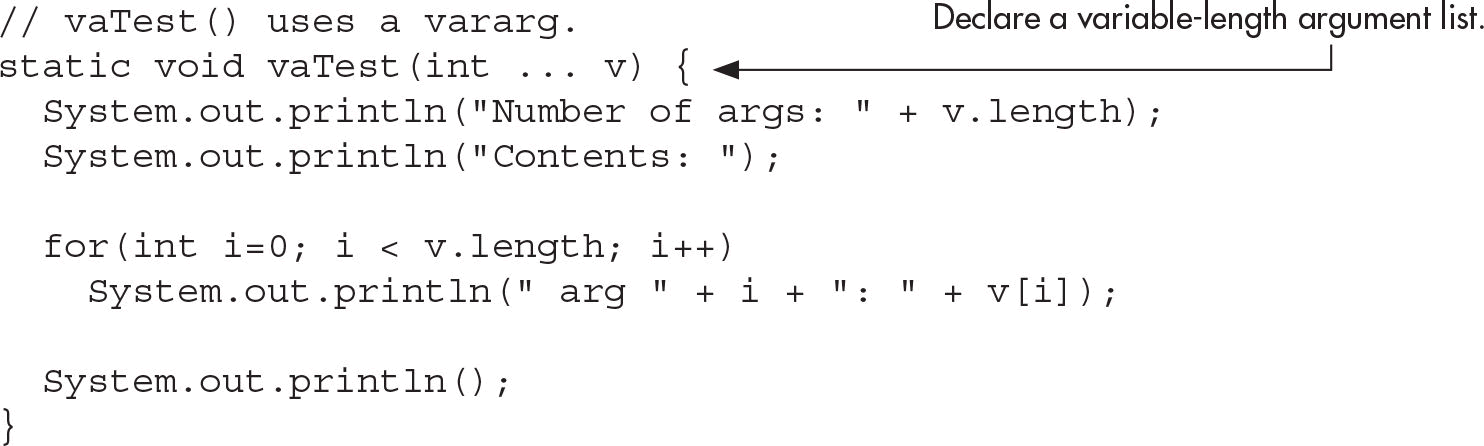 // vaTest() uses a vararg.
Declare a variable-length argument list.
static void vaTest(int ... v) {
  System.out.println("Number of args: " + v.length);
  System.out.println("Contents: ");
  for(int i=0; i < v.length; i++)
    System.out.println(" arg " + i + ": " + v[i]);
  System.out.println();
}